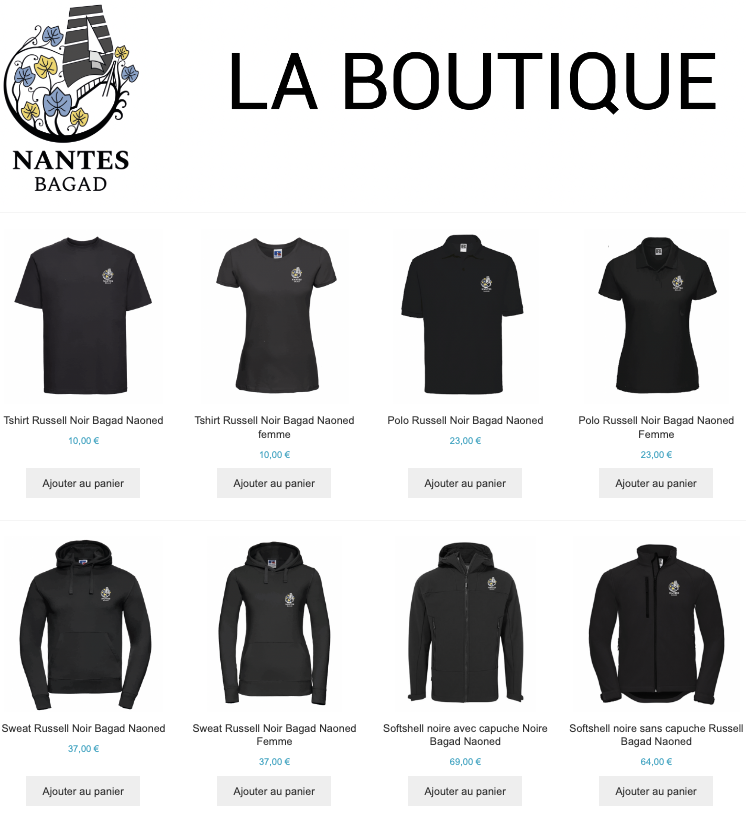 LA BOUTIQUE
NANTES
BAGAD
Tshirt Russell Noir Bagad Naoned
10,00 €
Ajouter au panier
Tshirt Russell Noir Bagad Naoned
femme
10,00 €
Ajouter au panier
Polo Russell Noir Bagad Naoned
23,00 €
Ajouter au panier
Polo Russell Noir Bagad Naoned
Femme
23,00 €
Ajouter au panier
Sweat Russell Noir Bagad Naoned
37,00 €
Ajouter au panier
Sweat Russell Noir Bagad Naoned
Femme
37,00 €
Ajouter au panier
Softshell noire avec capuche Noire
Bagad Naoned
69,00 €
Ajouter au panier
Softshell noire sans capuche Russell
Bagad Naoned
64,00 €
Ajouter au panier